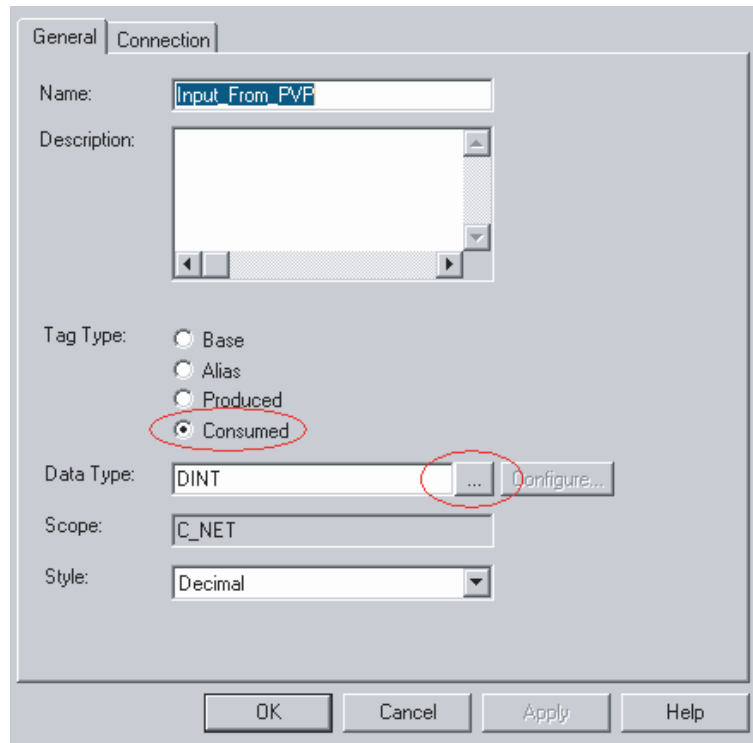 General
Connection
Name:
Input_From_PVP
Description:
Tag Type:
Base
Alias
Produced
Consumed
Data Type:
DINT
...
Configure...
Scope:
C_NET
Style:
Decimal
OK
Cancel
Apply
Help